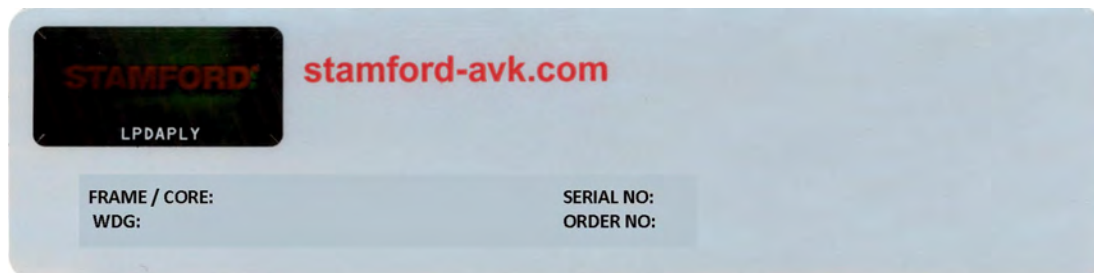 STAMFORD
stamford-avk.com
LPDAPLY
FRAME / CORE:
SERIAL NO:
WDG:
ORDER NO: